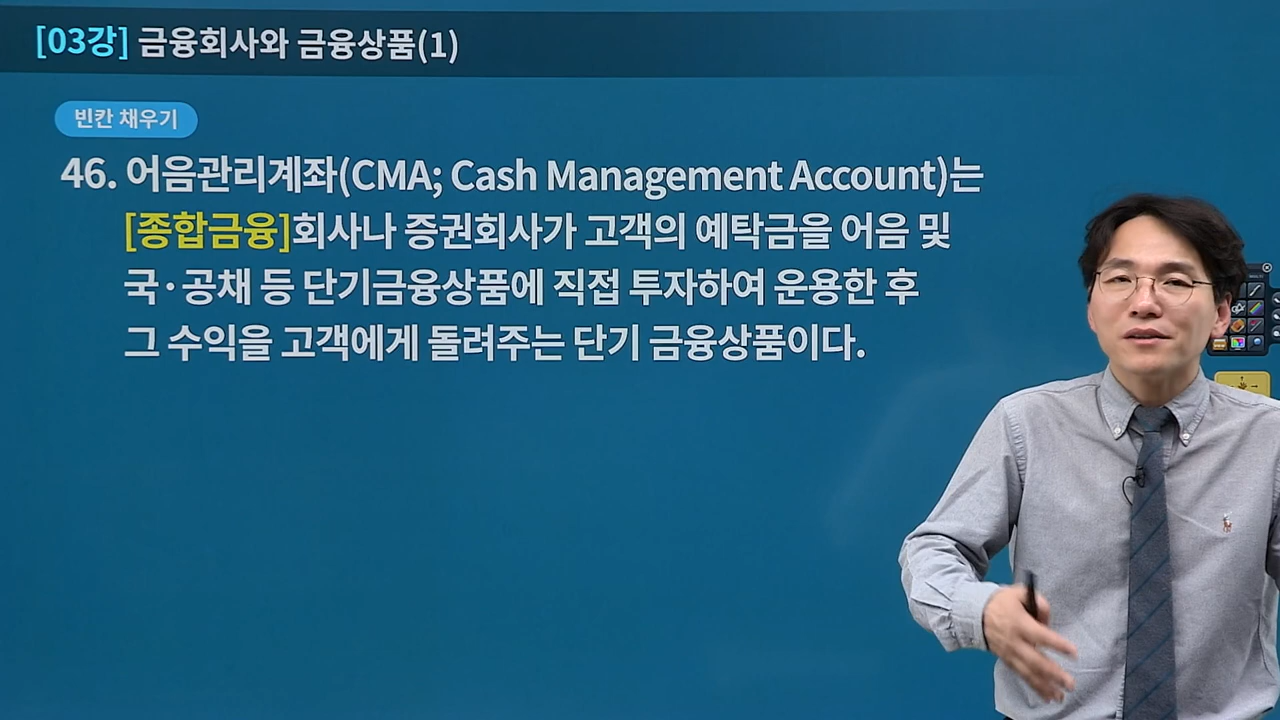 [03강] 금융회사와 금융상품(1)
빈칸 채우기
46. 어음관리계좌(CMA; Cash Management Account)는
[종합금융]회사나 증권회사가 고객의 예탁금을 어음 및
국·공채 등 단기금융상품에 직접 투자하여 운용한 후
그 수익을 고객에게 돌려주는 단기 금융상품이다.